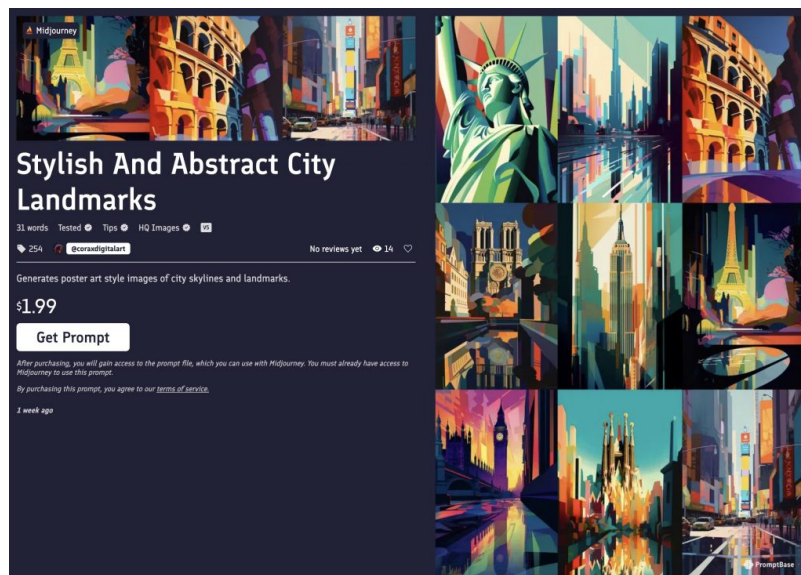 Midjourney
Stylish And Abstract City
Landmarks
31 words Tested Tips HQ Images V5
254 @coraxdigitalart No reviews yet 14
Generates poster art style images of city skylines and landmarks.
$1.99
Get Prompt
After purchasing, you will gain access to the prompt file, which you can use with Midjourney. You must already have access to
Midjourney to use this prompt.
By purchasing this prompt, you agree to our terms of service.
1 week ago
PromptBase